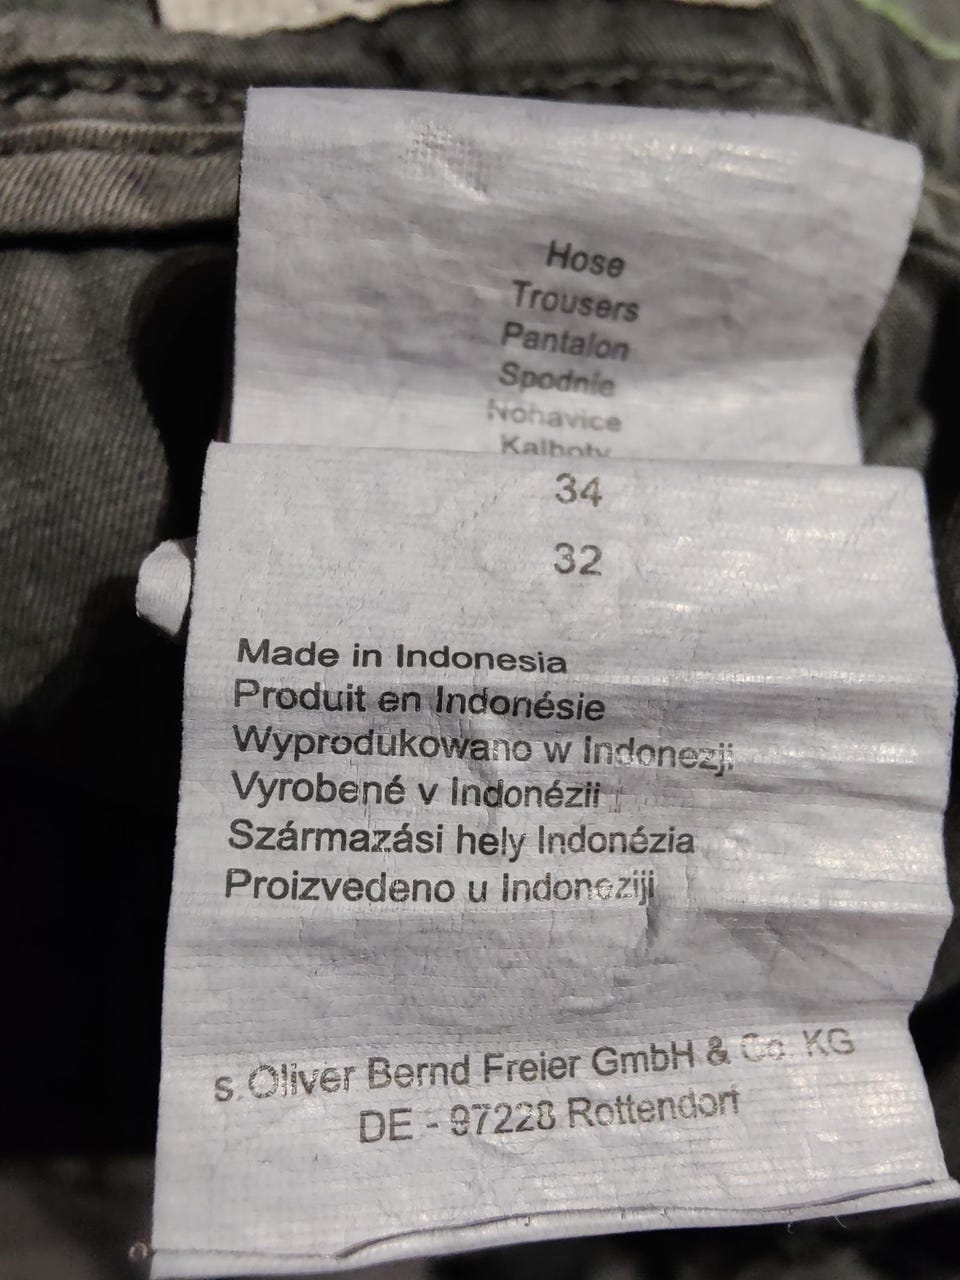 Hose
Trousers
Pantalon
Spodnie
Nohavice
Kalhoty
34
32
Made in Indonesia
Produit en Indonésie
Wyprodukowano w Indonezji
Vyrobené v Indonézii
Származási hely Indonézia
Proizvedeno u Indoneziji
s.Oliver Bernd Freier GmbH & Co. KG
DE - 97228 Rottendorf